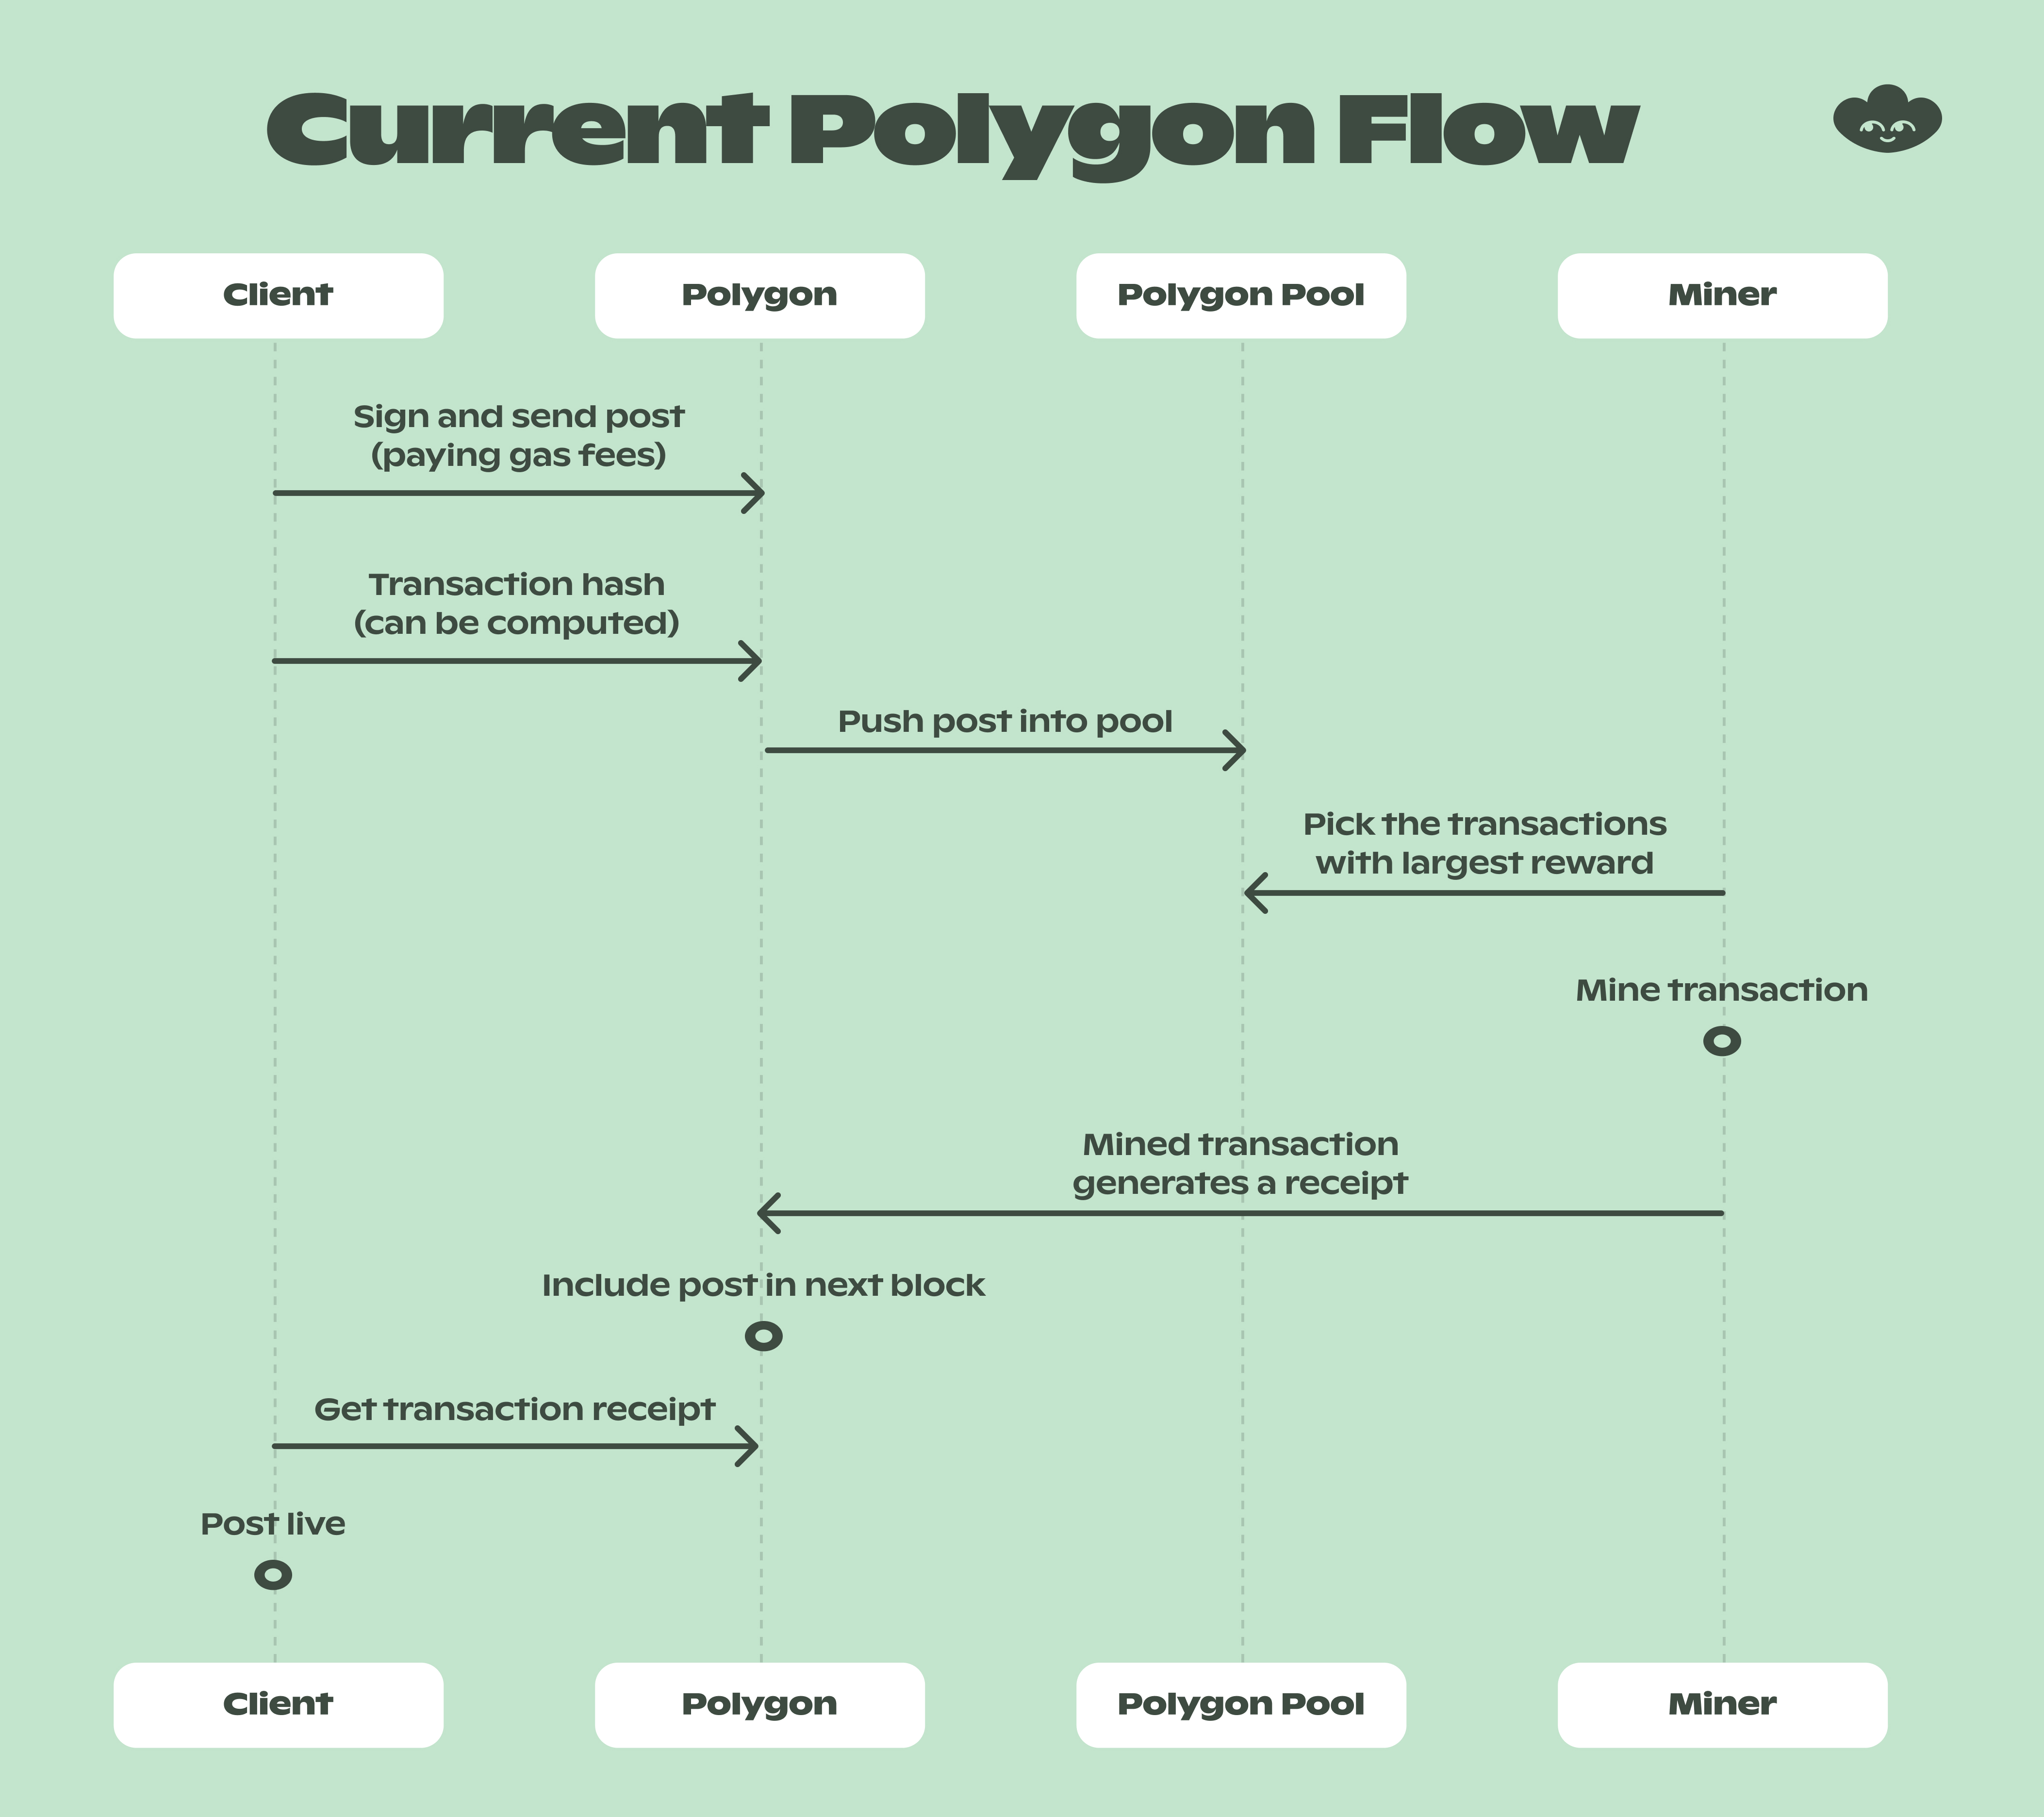 Current Polygon Flow
Client
Polygon
Polygon Pool
Miner
Sign and send post
(paying gas fees)
Transaction hash
(can be computed)
Push post into pool
Pick the transactions
with largest reward
Mine transaction
Mined transaction
generates a receipt
Include post in next block
Get transaction receipt
Post live
Client
Polygon
Polygon Pool
Miner